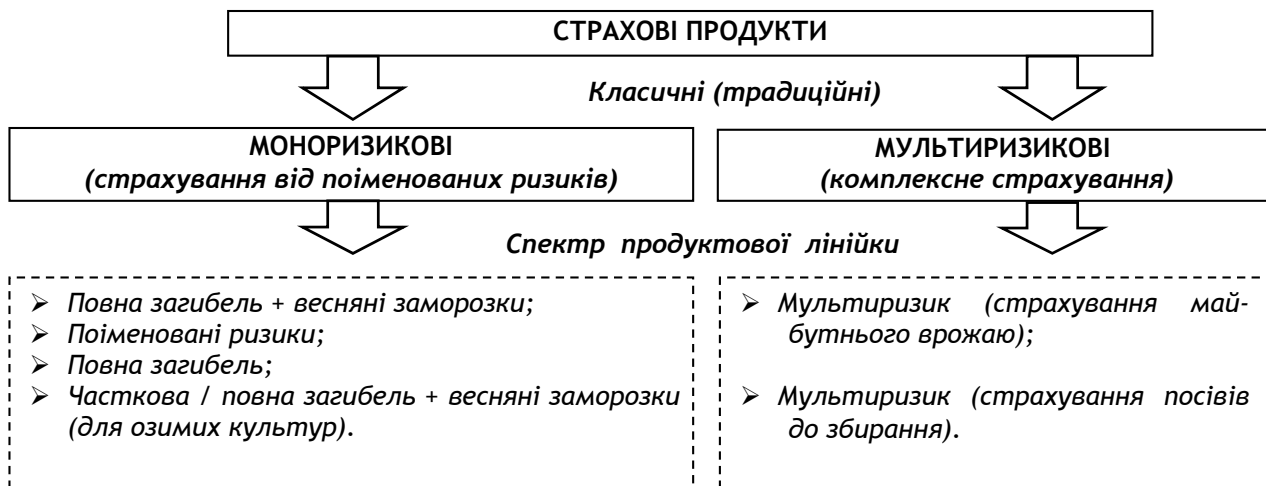 СТРАХОВІ ПРОДУКТИ
Класичні (традиційні)
МОНОРИЗИКОВІ
(страхування від поіменованих ризиків)
МУЛЬТИРИЗИКОВІ
(комплексне страхування)
Спектр продуктової лінійки
➢ Повна загибель + весняні заморозки;
➢ Поіменовані ризики;
➢ Повна загибель;
➢ Часткова / повна загибель + весняні заморозки
(для озимих культур).
➢ Мультиризик (страхування май-
бутнього врожаю);
➢ Мультиризик (страхування посівів
до збирання).